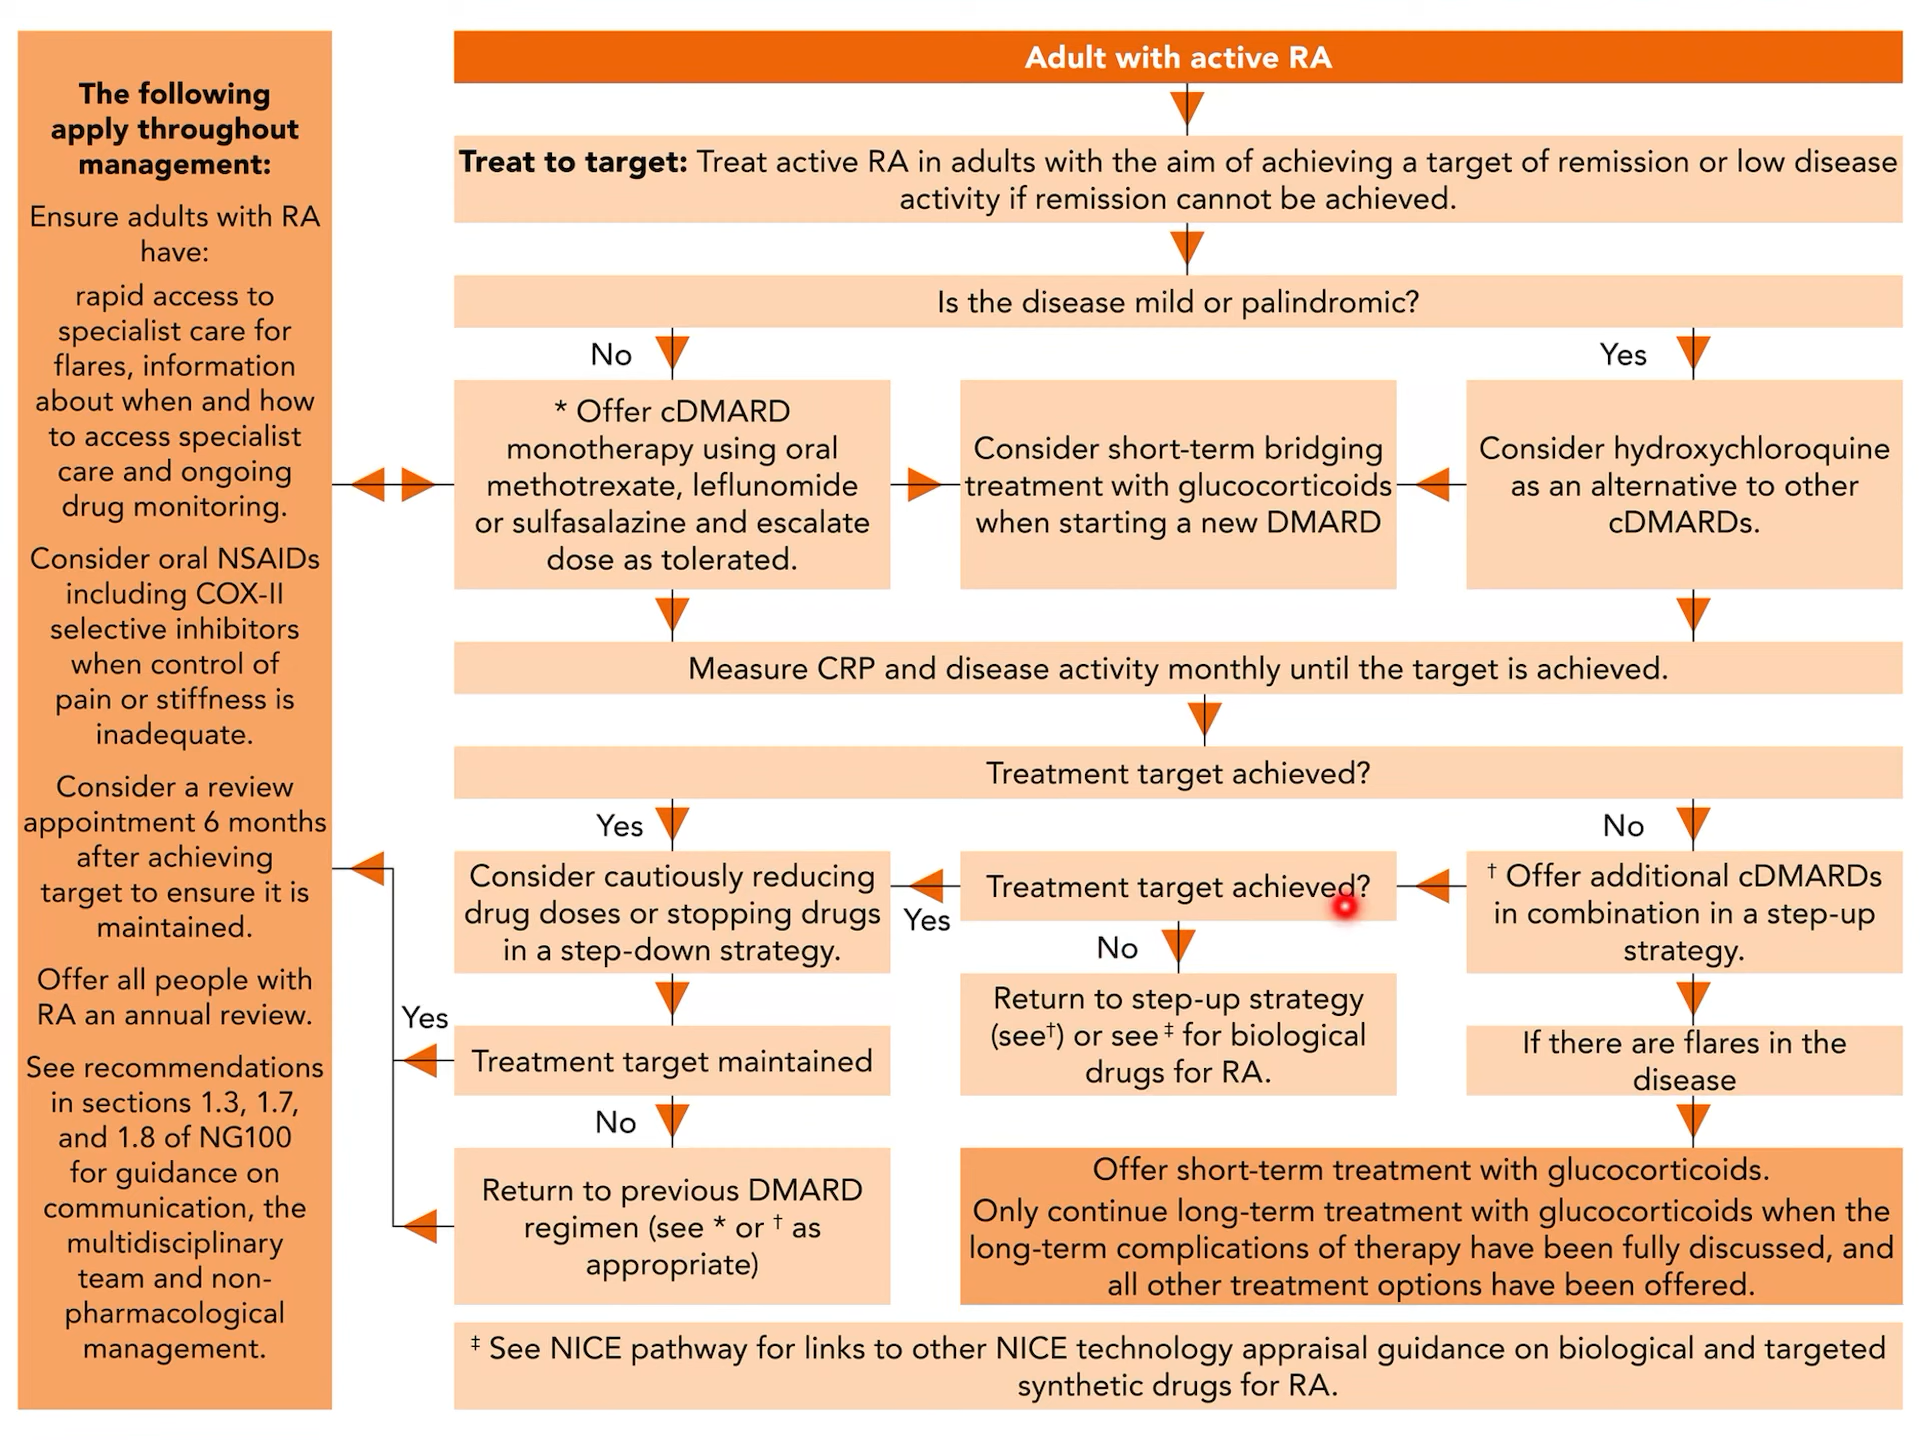 The following
apply throughout
management:
Ensure adults with RA
have:
rapid access to
specialist care for
flares, information
about when and how
to access specialist
care and ongoing
drug monitoring.
Consider oral NSAIDs
including COX-II
selective inhibitors
when control of
pain or stiffness is
inadequate.
Consider a review
appointment 6 months
after achieving
target to ensure it is
maintained.
Offer all people with
RA an annual review.
See recommendations
in sections 1.3, 1.7,
and 1.8 of NG100
for guidance on
communication, the
multidisciplinary
team and non-
pharmacological
management.
Adult with active RA
Treat to target: Treat active RA in adults with the aim of achieving a target of remission or low disease
activity if remission cannot be achieved.
Is the disease mild or palindromic?
No
Yes
* Offer cDMARD
monotherapy using oral
methotrexate, leflunomide
or sulfasalazine and escalate
dose as tolerated.
Consider short-term bridging
treatment with glucocorticoids
when starting a new DMARD
Consider hydroxychloroquine
as an alternative to other
cDMARDs.
Measure CRP and disease activity monthly until the target is achieved.
Treatment target achieved?
Yes
No
Consider cautiously reducing
drug doses or stopping drugs
in a step-down strategy.
Yes
Treatment target achieved?
† Offer additional cDMARDs
in combination in a step-up
strategy.
No
Return to step-up strategy
(see†) or see ‡ for biological
drugs for RA.
If there are flares in the
disease
Yes
Treatment target maintained
No
Return to previous DMARD
regimen (see * or † as
appropriate)
Offer short-term treatment with glucocorticoids.
Only continue long-term treatment with glucocorticoids when the
long-term complications of therapy have been fully discussed, and
all other treatment options have been offered.
‡ See NICE pathway for links to other NICE technology appraisal guidance on biological and targeted
synthetic drugs for RA.